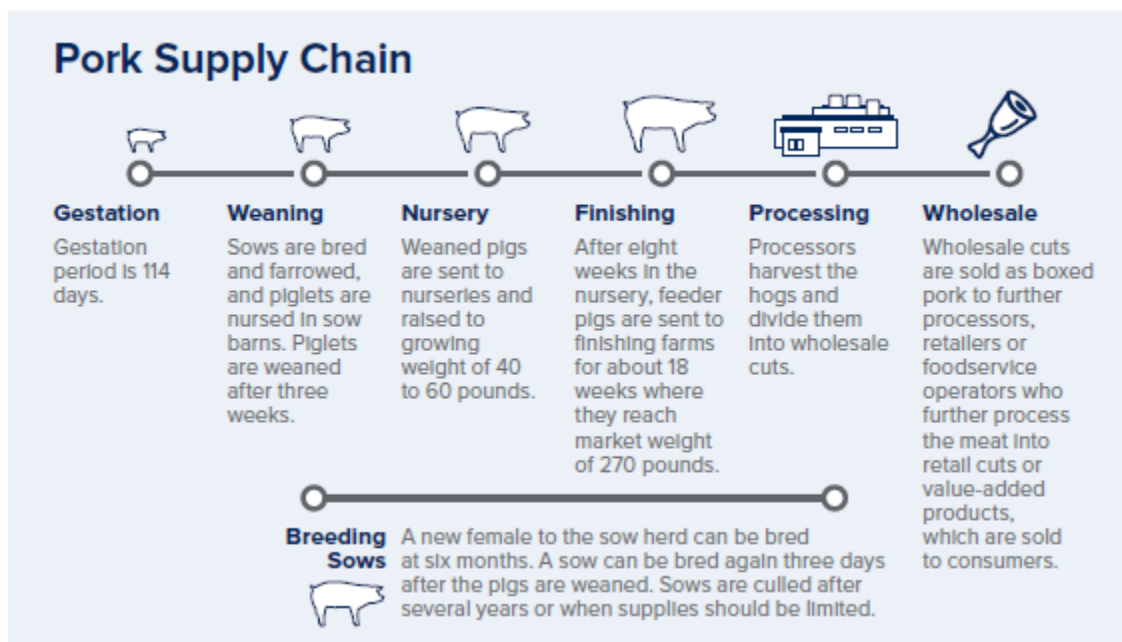 Pork Supply Chain
Gestation
Gestation
period is 114
days.
Weaning
Sows are bred
and farrowed,
and piglets are
nursed in sow
barns. Piglets
are weaned
after three
weeks.
Nursery
Weaned pigs
are sent to
nurseries and
raised to
growing
weight of 40
to 60 pounds.
Finishing
After eight
weeks in the
nursery, feeder
pigs are sent to
finishing farms
for about 18
weeks where
they reach
market weight
of 270 pounds.
Processing
Processors
harvest the
hogs and
divide them
into wholesale
cuts.
Wholesale
Wholesale cuts
are sold as boxed
pork to further
processors,
retailers or
foodservice
operators who
further process
the meat into
retail cuts or
value-added
products,
which are sold
to consumers.
Breeding
Sows
A new female to the sow herd can be bred
at six months. A sow can be bred again three days
after the pigs are weaned. Sows are culled after
several years or when supplies should be limited.